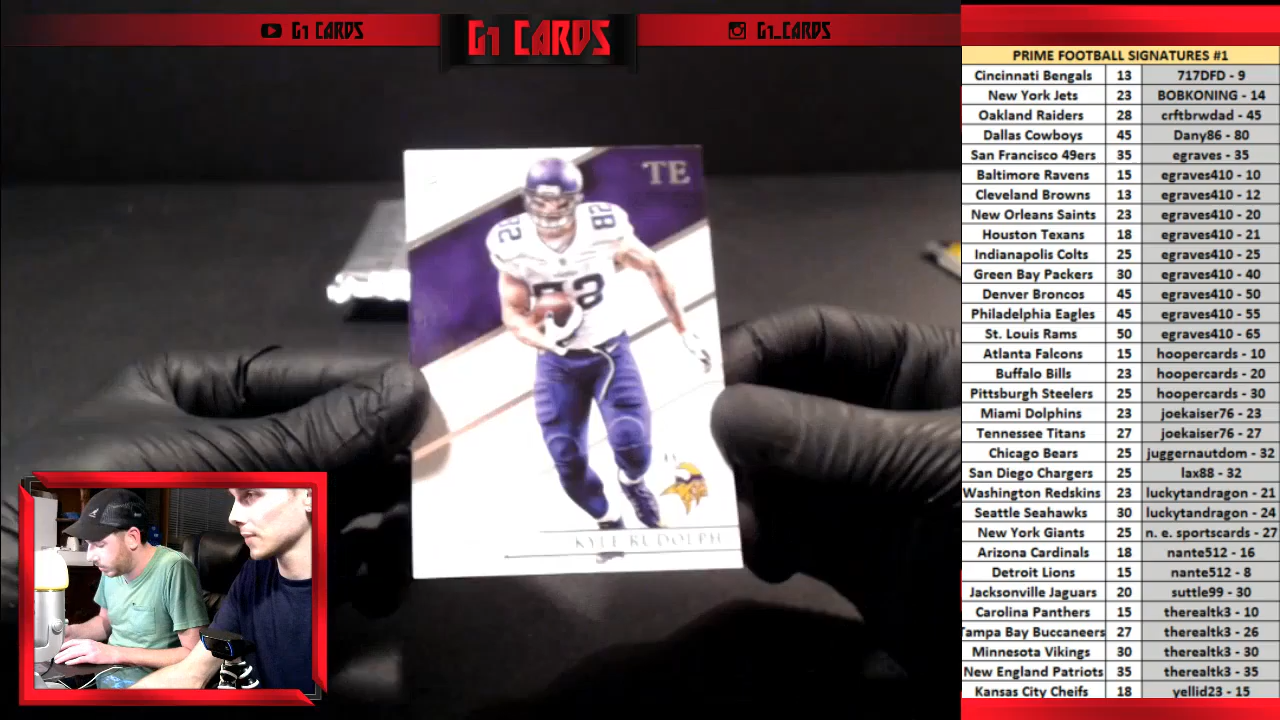 G1 CARDS
G1 CARDS
G1_CARDS
TE
82
82
82
KYLE RUDOLPH
PRIME FOOTBALL SIGNATURES #1
Cincinnati Bengals 13 717DFD - 9
New York Jets 23 BOBKONING - 14
Oakland Raiders 28 crftbrwdad - 45
Dallas Cowboys 45 Dany86 - 80
San Francisco 49ers 35 egraves - 35
Baltimore Ravens 15 egraves410 - 10
Cleveland Browns 13 egraves410 - 12
New Orleans Saints 23 egraves410 - 20
Houston Texans 18 egraves410 - 21
Indianapolis Colts 25 egraves410 - 25
Green Bay Packers 30 egraves410 - 40
Denver Broncos 45 egraves410 - 50
Philadelphia Eagles 45 egraves410 - 55
St. Louis Rams 50 egraves410 - 65
Atlanta Falcons 15 hoopercards - 10
Buffalo Bills 23 hoopercards - 20
Pittsburgh Steelers 25 hoopercards - 30
Miami Dolphins 23 joekaiser76 - 23
Tennessee Titans 27 joekaiser76 - 27
Chicago Bears 25 juggernautdom - 32
San Diego Chargers 25 lax88 - 32
Washington Redskins 23 luckytandragon - 21
Seattle Seahawks 30 luckytandragon - 24
New York Giants 25 n. e. sportscards - 27
Arizona Cardinals 18 nante512 - 16
Detroit Lions 15 nante512 - 8
Jacksonville Jaguars 20 suttle99 - 30
Carolina Panthers 15 therealtk3 - 10
Tampa Bay Buccaneers 27 therealtk3 - 26
Minnesota Vikings 30 therealtk3 - 30
New England Patriots 35 therealtk3 - 35
Kansas City Cheifs 18 yellid23 - 15